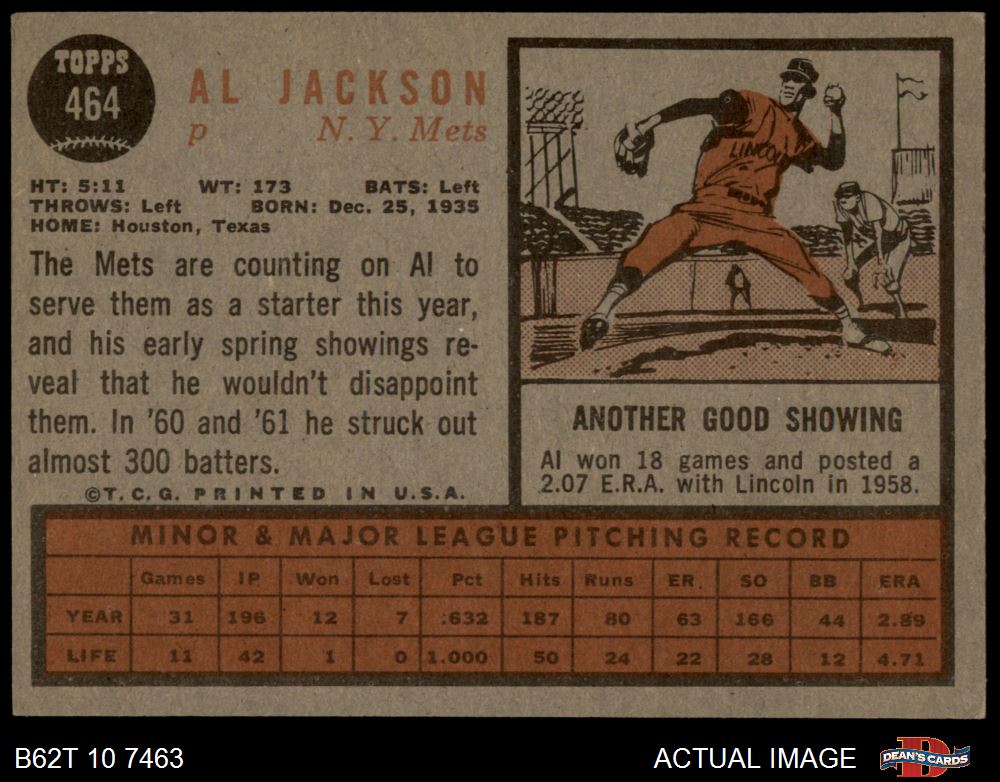 TOPPS
464
AL JACKSON
p N. Y. Mets
HT: 5:11 WT: 173 BATS: Left
THROWS: Left BORN: Dec. 25, 1935
HOME: Houston, Texas
The Mets are counting on Al to
serve them as a starter this year,
and his early spring showings re-
veal that he wouldn't disappoint
them. In '60 and '61 he struck out
almost 300 batters.
©T. C. G. PRINTED IN U.S.A.
LINCOLN
ANOTHER GOOD SHOWING
Al won 18 games and posted a
2.07 E.R.A. with Lincoln in 1958.
MINOR & MAJOR LEAGUE PITCHING RECORD
Games IP Won Lost Pct Hits Runs ER. SO BB ERA
YEAR 31 196 12 7 .632 187 80 63 166 44 2.89
LIFE 11 42 1 0 1.000 50 24 22 28 12 4.71
B62T 10 7463
ACTUAL IMAGE
DEAN'S CARDS